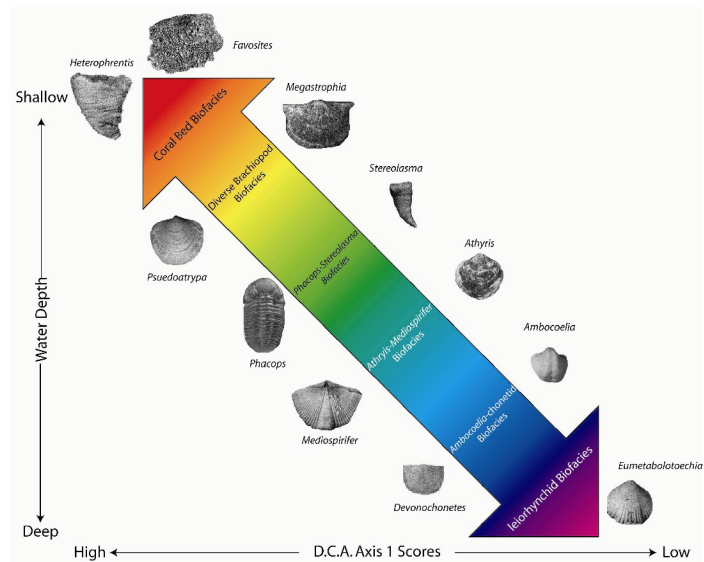 Favosites
Heterophrentis
Shallow
Megastrophia
Coral Bed Biofacies
Stereolasma
Diverse Brachiopod
Biofacies
Psuedoatrypa
Athyris
Phacops-Stereolasma
Biofacies
Water Depth
Phacops
Ambocoelia
Athryis-Mediospirifer
Biofacies
Mediospirifer
Ambocoelia-chonetid
Biofacies
Devonochonetes
leiorhynchid Biofacies
Eumetabolotoechia
Deep
High
D.C.A. Axis 1 Scores
Low